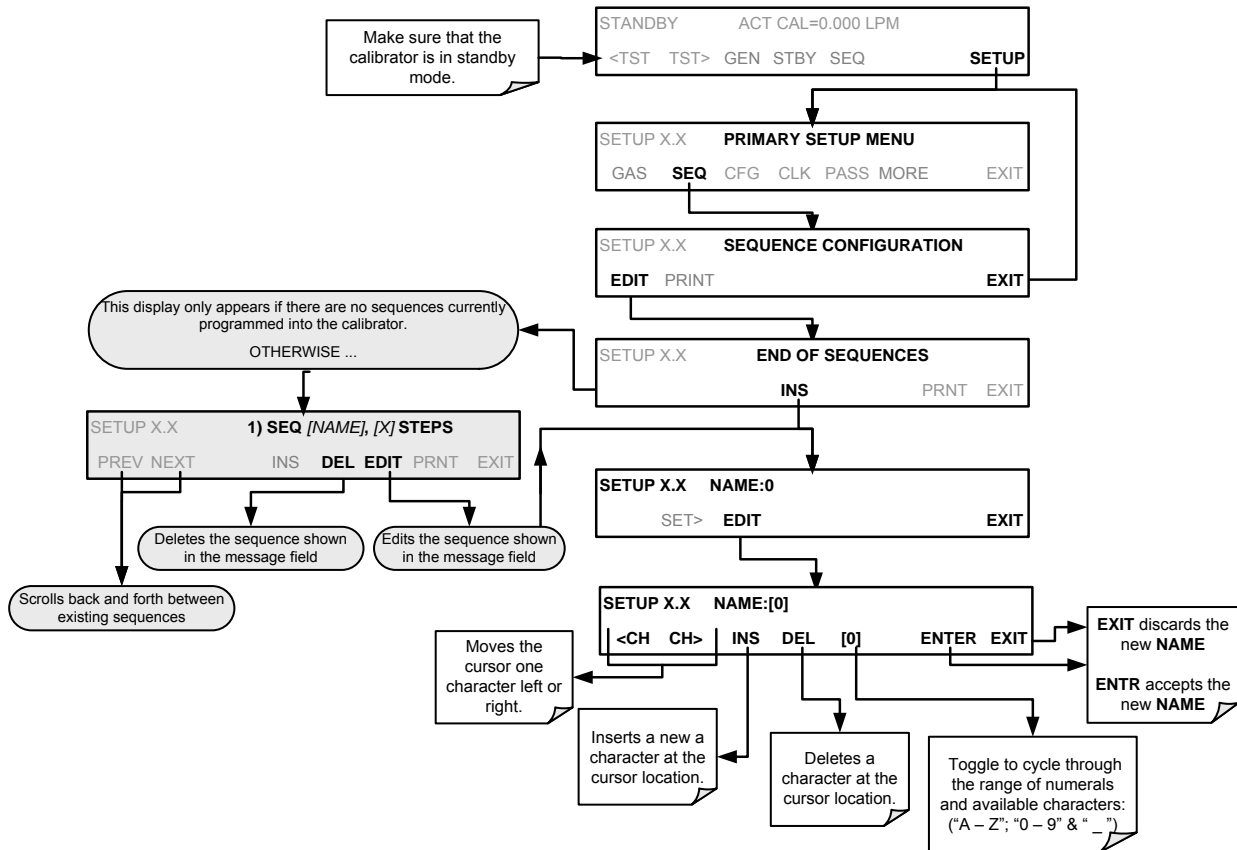 Make sure that the
calibrator is in standby
mode.
STANDBY ACT CAL=0.000 LPM
<TST TST> GEN STBY SEQ SETUP
SETUP X.X PRIMARY SETUP MENU
GAS SEQ CFG CLK PASS MORE EXIT
SETUP X.X SEQUENCE CONFIGURATION
EDIT PRINT EXIT
This display only appears if there are no sequences currently
programmed into the calibrator.
OTHERWISE ...
SETUP X.X END OF SEQUENCES
INS PRNT EXIT
SETUP X.X 1) SEQ [NAME], [X] STEPS
PREV NEXT INS DEL EDIT PRNT EXIT
Deletes the sequence shown
in the message field
Edits the sequence shown
in the message field
Scrolls back and forth between
existing sequences
SETUP X.X NAME:0
SET> EDIT EXIT
SETUP X.X NAME:[0]
<CH CH> INS DEL [0] ENTER EXIT
EXIT discards the
new NAME
ENTR accepts the
new NAME
Moves the
cursor one
character left or
right.
Inserts a new a
character at the
cursor location.
Deletes a
character at the
cursor location.
Toggle to cycle through
the range of numerals
and available characters:
(“A – Z”; “0 – 9” & “ _ ”)